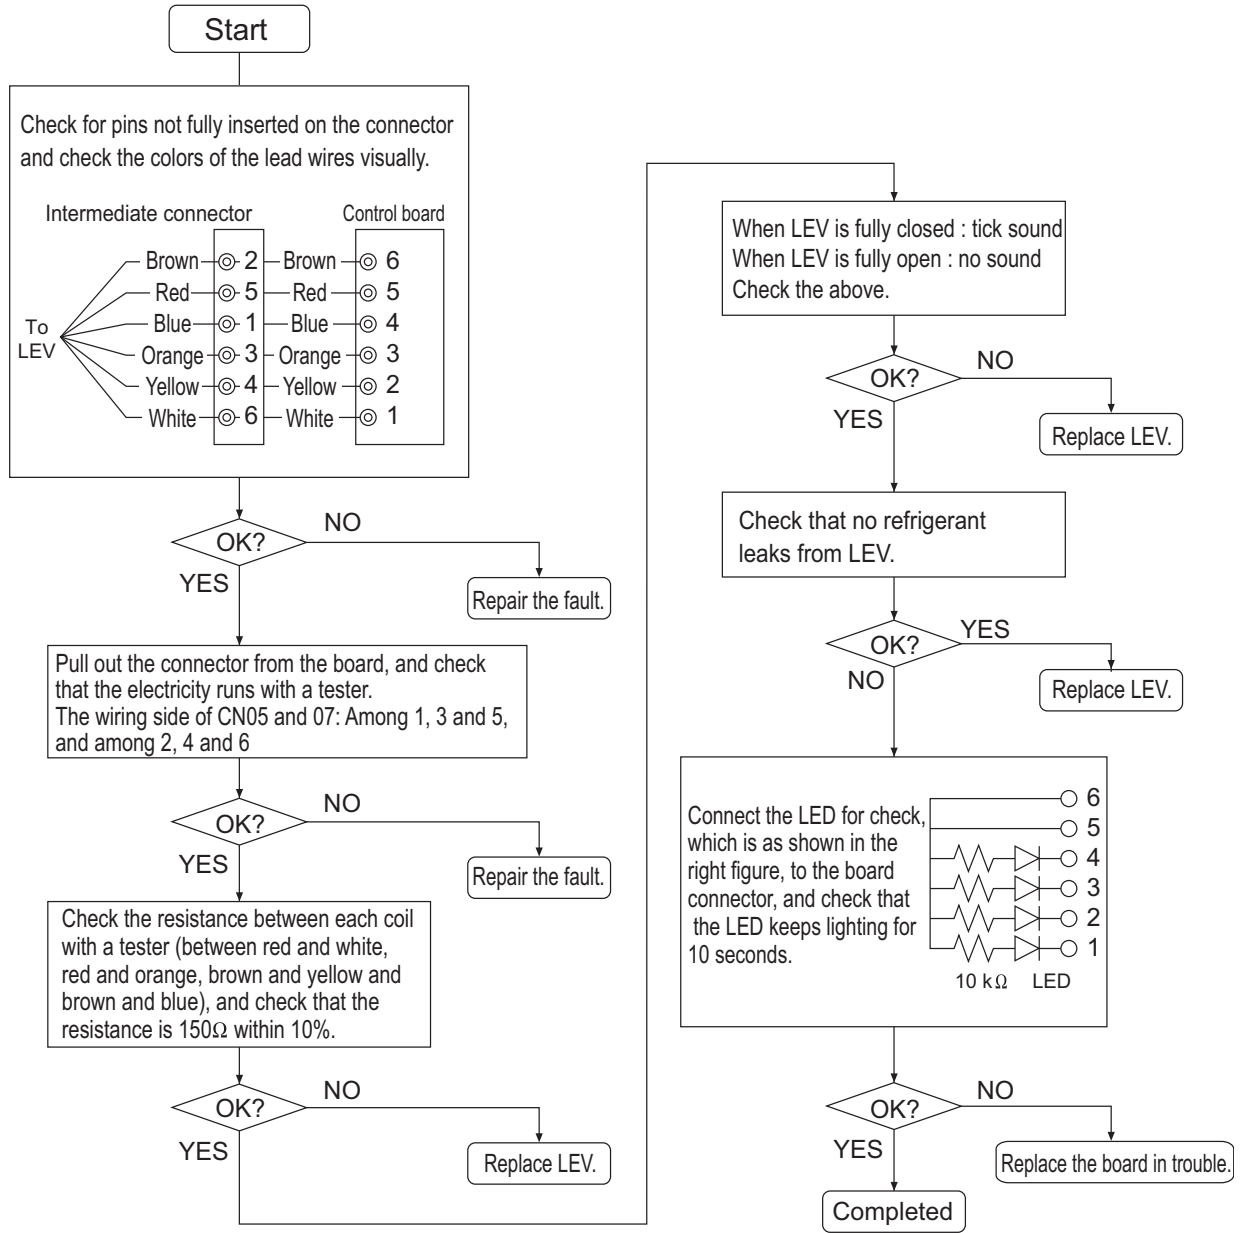 Start
Check for pins not fully inserted on the connector
and check the colors of the lead wires visually.
Intermediate connector
Control board
To
LEV
Brown 2 Brown 6
Red 5 Red 5
Blue 1 Blue 4
Orange 3 Orange 3
Yellow 4 Yellow 2
White 6 White 1
OK?
NO
YES
Repair the fault.
Pull out the connector from the board, and check
that the electricity runs with a tester.
The wiring side of CN05 and 07: Among 1, 3 and 5,
and among 2, 4 and 6
OK?
NO
YES
Repair the fault.
Check the resistance between each coil
with a tester (between red and white,
red and orange, brown and yellow and
brown and blue), and check that the
resistance is 150Ω within 10%.
OK?
NO
YES
Replace LEV.
When LEV is fully closed : tick sound
When LEV is fully open : no sound
Check the above.
OK?
NO
YES
Replace LEV.
Check that no refrigerant
leaks from LEV.
OK?
YES
NO
Replace LEV.
Connect the LED for check,
which is as shown in the
right figure, to the board
connector, and check that
the LED keeps lighting for
10 seconds.
6
5
4
3
2
1
10 kΩ LED
OK?
NO
YES
Replace the board in trouble.
Completed